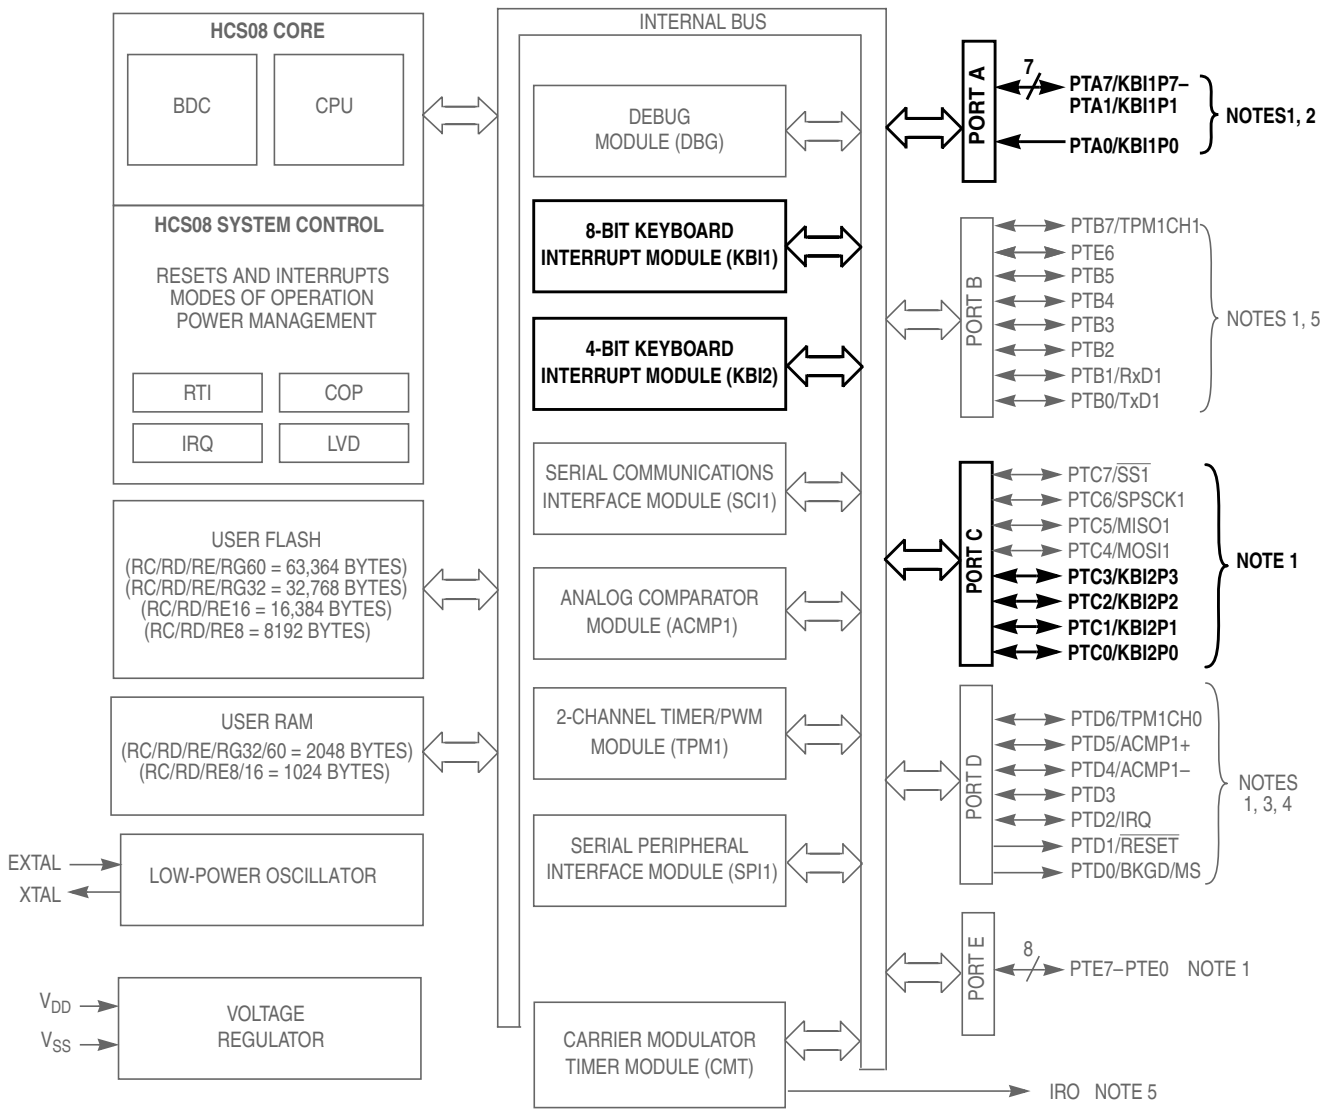 HCS08 CORE
BDC
CPU
HCS08 SYSTEM CONTROL
RESETS AND INTERRUPTS
MODES OF OPERATION
POWER MANAGEMENT
RTI
COP
IRQ
LVD
USER FLASH
(RC/RD/RE/RG60 = 63,364 BYTES)
(RC/RD/RE/RG32 = 32,768 BYTES)
(RC/RD/RE16 = 16,384 BYTES)
(RC/RD/RE8 = 8192 BYTES)
USER RAM
(RC/RD/RE/RG32/60 = 2048 BYTES)
(RC/RD/RE8/16 = 1024 BYTES)
EXTAL
XTAL
LOW-POWER OSCILLATOR
VDD
VSS
VOLTAGE
REGULATOR
INTERNAL BUS
DEBUG
MODULE (DBG)
8-BIT KEYBOARD
INTERRUPT MODULE (KBI1)
4-BIT KEYBOARD
INTERRUPT MODULE (KBI2)
SERIAL COMMUNICATIONS
INTERFACE MODULE (SCI1)
ANALOG COMPARATOR
MODULE (ACMP1)
2-CHANNEL TIMER/PWM
MODULE (TPM1)
SERIAL PERIPHERAL
INTERFACE MODULE (SPI1)
CARRIER MODULATOR
TIMER MODULE (CMT)
PORT A
7
PTA7/KBI1P7–
PTA1/KBI1P1
PTA0/KBI1P0
NOTES1, 2
PORT B
PTB7/TPM1CH1
PTE6
PTB5
PTB4
PTB3
PTB2
PTB1/RxD1
PTB0/TxD1
NOTES 1, 5
PORT C
PTC7/SS1
PTC6/SPSCK1
PTC5/MISO1
PTC4/MOSI1
PTC3/KBI2P3
PTC2/KBI2P2
PTC1/KBI2P1
PTC0/KBI2P0
NOTE 1
PORT D
PTD6/TPM1CH0
PTD5/ACMP1+
PTD4/ACMP1–
PTD3
PTD2/IRQ
PTD1/RESET
PTD0/BKGD/MS
NOTES
1, 3, 4
PORT E
8
PTE7–PTE0 NOTE 1
IRO NOTE 5